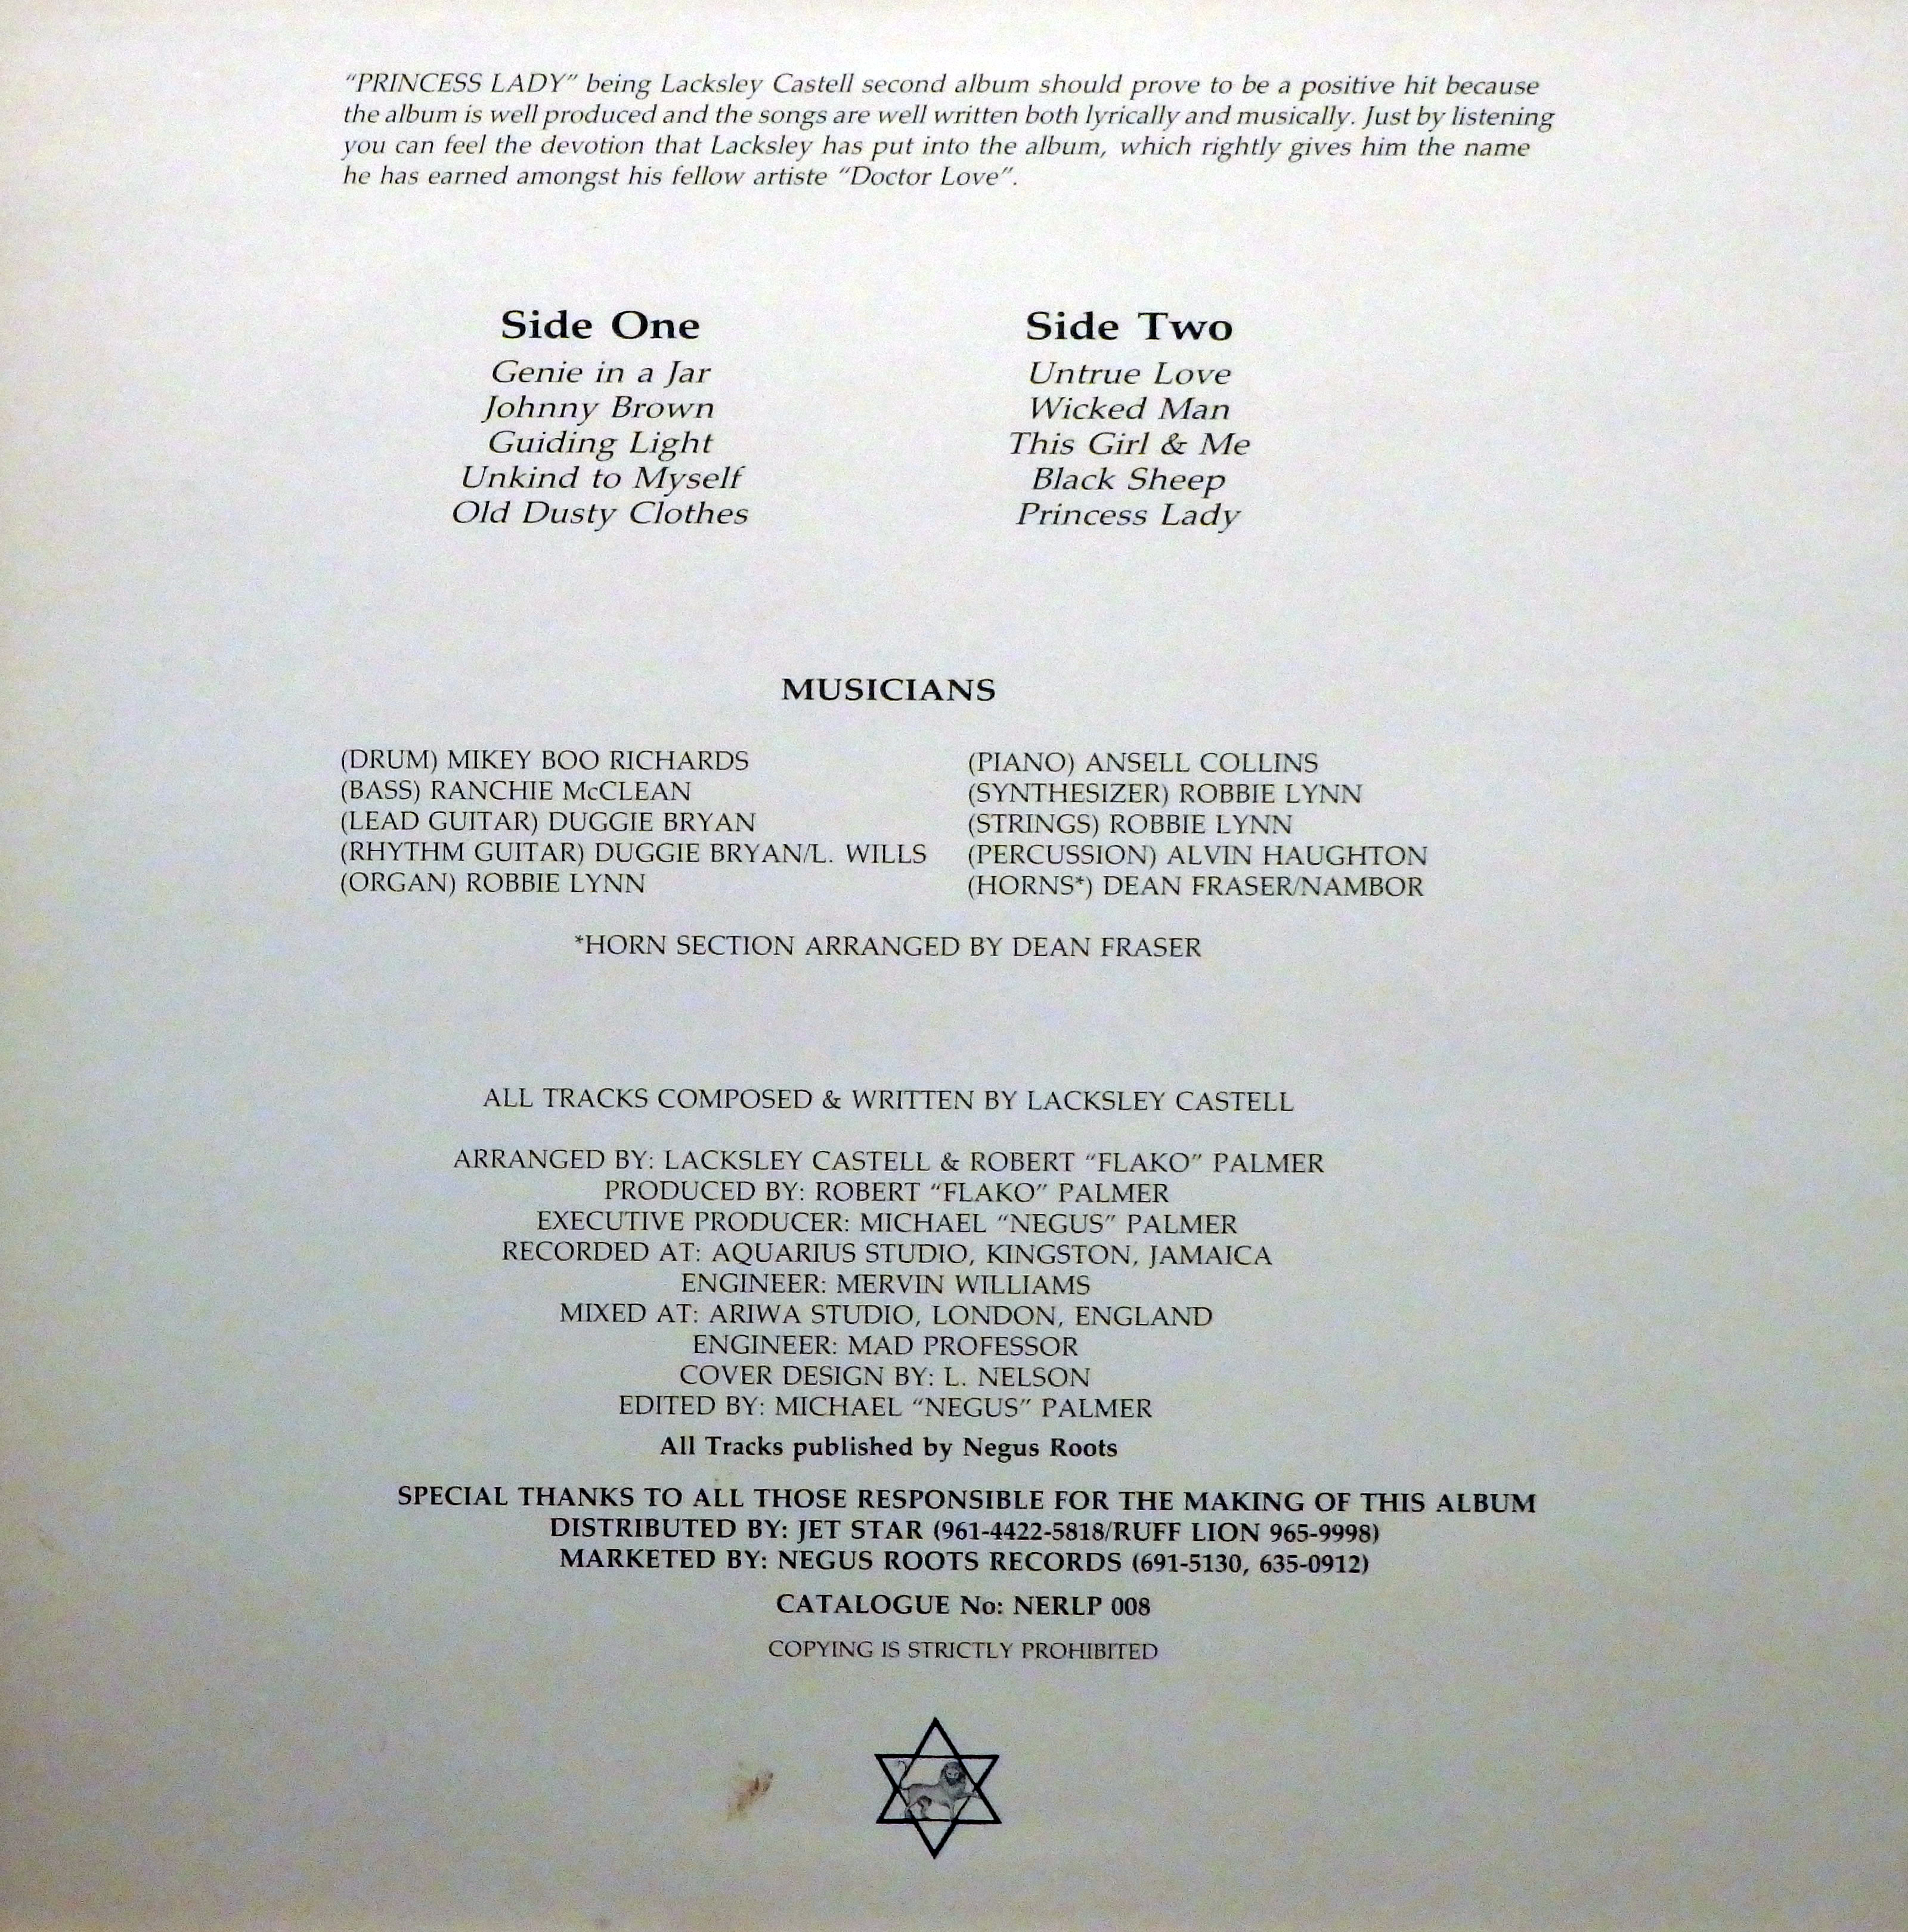 “PRINCESS LADY” being Lacksley Castell second album should prove to be a positive hit because
the album is well produced and the songs are well written both lyrically and musically. Just by listening
you can feel the devotion that Lacksley has put into the album, which rightly gives him the name
he has earned amongst his fellow artiste “Doctor Love”.
Side One
Genie in a Jar
Johnny Brown
Guiding Light
Unkind to Myself
Old Dusty Clothes
Side Two
Untrue Love
Wicked Man
This Girl & Me
Black Sheep
Princess Lady
MUSICIANS
(DRUM) MIKEY BOO RICHARDS
(BASS) RANCHIE McCLEAN
(LEAD GUITAR) DUGGIE BRYAN
(RHYTHM GUITAR) DUGGIE BRYAN/L. WILLS
(ORGAN) ROBBIE LYNN
(PIANO) ANSELL COLLINS
(SYNTHESIZER) ROBBIE LYNN
(STRINGS) ROBBIE LYNN
(PERCUSSION) ALVIN HAUGHTON
(HORNS*) DEAN FRASER/NAMBOR
*HORN SECTION ARRANGED BY DEAN FRASER
ALL TRACKS COMPOSED & WRITTEN BY LACKSLEY CASTELL
ARRANGED BY: LACKSLEY CASTELL & ROBERT “FLAKO” PALMER
PRODUCED BY: ROBERT “FLAKO” PALMER
EXECUTIVE PRODUCER: MICHAEL “NEGUS” PALMER
RECORDED AT: AQUARIUS STUDIO, KINGSTON, JAMAICA
ENGINEER: MERVIN WILLIAMS
MIXED AT: ARIWA STUDIO, LONDON, ENGLAND
ENGINEER: MAD PROFESSOR
COVER DESIGN BY: L. NELSON
EDITED BY: MICHAEL “NEGUS” PALMER
All Tracks published by Negus Roots
SPECIAL THANKS TO ALL THOSE RESPONSIBLE FOR THE MAKING OF THIS ALBUM
DISTRIBUTED BY: JET STAR (961-4422-5818/RUFF LION 965-9998)
MARKETED BY: NEGUS ROOTS RECORDS (691-5130, 635-0912)
CATALOGUE No: NERLP 008
COPYING IS STRICTLY PROHIBITED